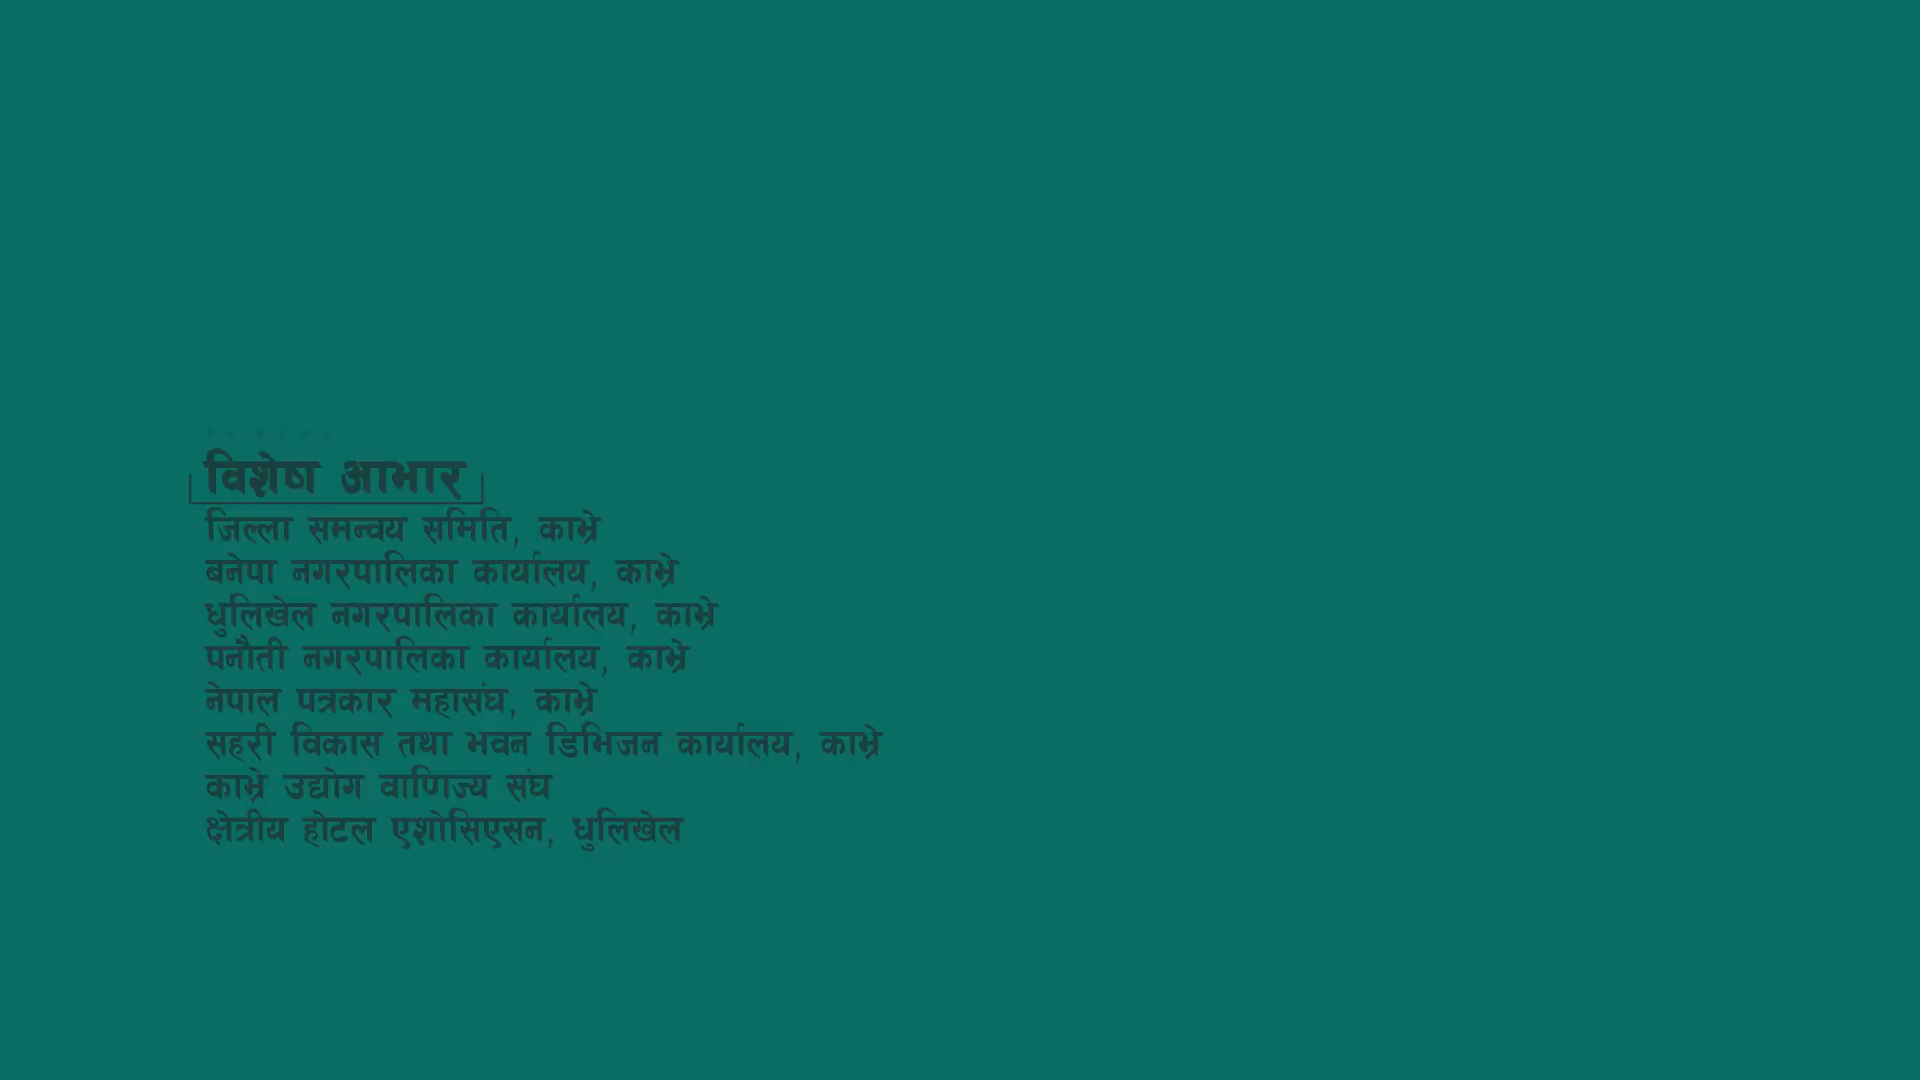 विशेष आभार
जिल्ला समन्वय समिति, काभ्रे
बनेपा नगरपालिका कार्यालय, काभ्रे
धुलिखेल नगरपालिका कार्यालय, काभ्रे
पनौती नगरपालिका कार्यालय, काभ्रे
नेपाल पत्रकार महासंघ, काभ्रे
सहरी विकास तथा भवन डिभिजन कार्यालय, काभ्रे
काभ्रे उद्योग वाणिज्य संघ
क्षेत्रीय होटल एशोसिएसन, धुलिखेल